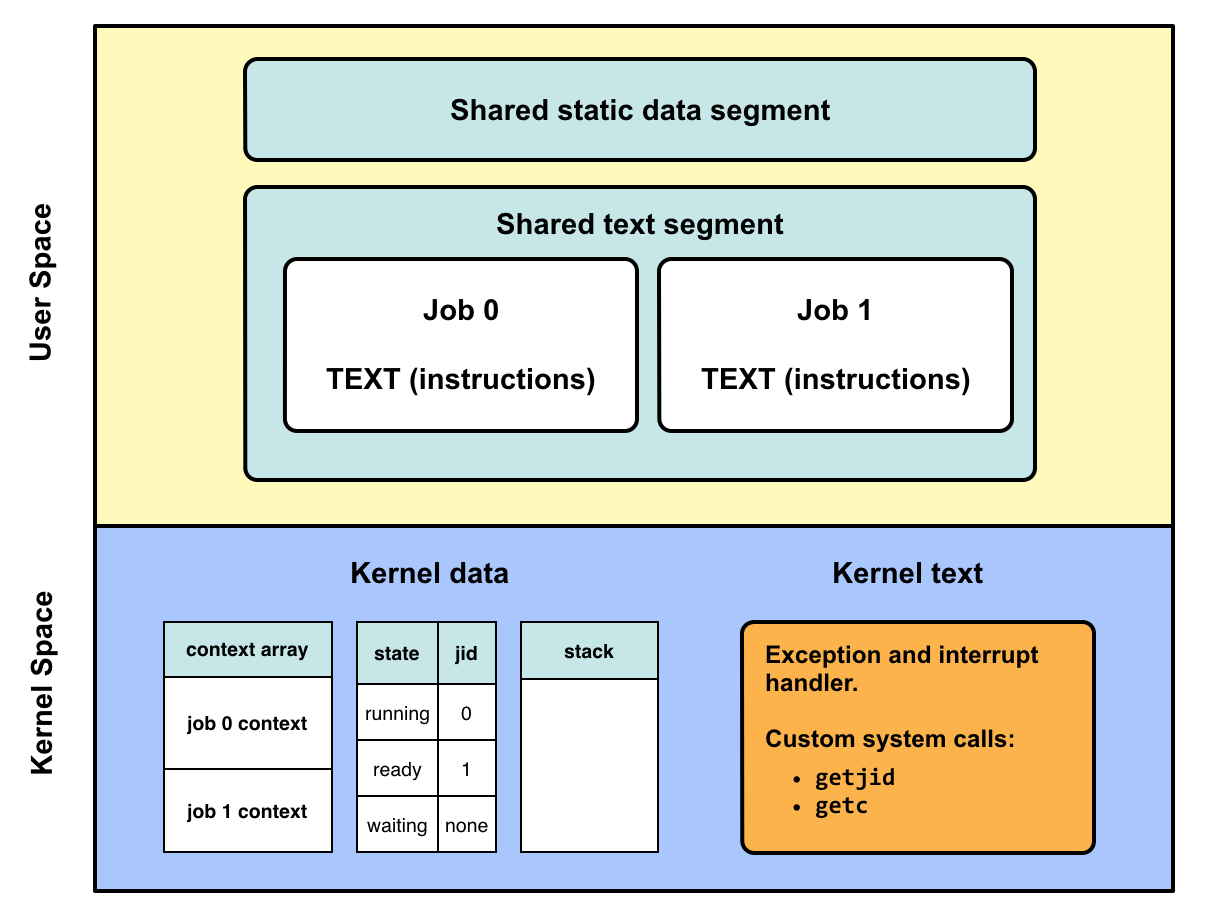 User Space
Shared static data segment
Shared text segment
Job 0
TEXT (instructions)
Job 1
TEXT (instructions)
Kernel Space
Kernel data
context array
job 0 context
job 1 context
state jid
running 0
ready 1
waiting none
stack
Kernel text
Exception and interrupt
handler.
Custom system calls:
• getjid
• getc